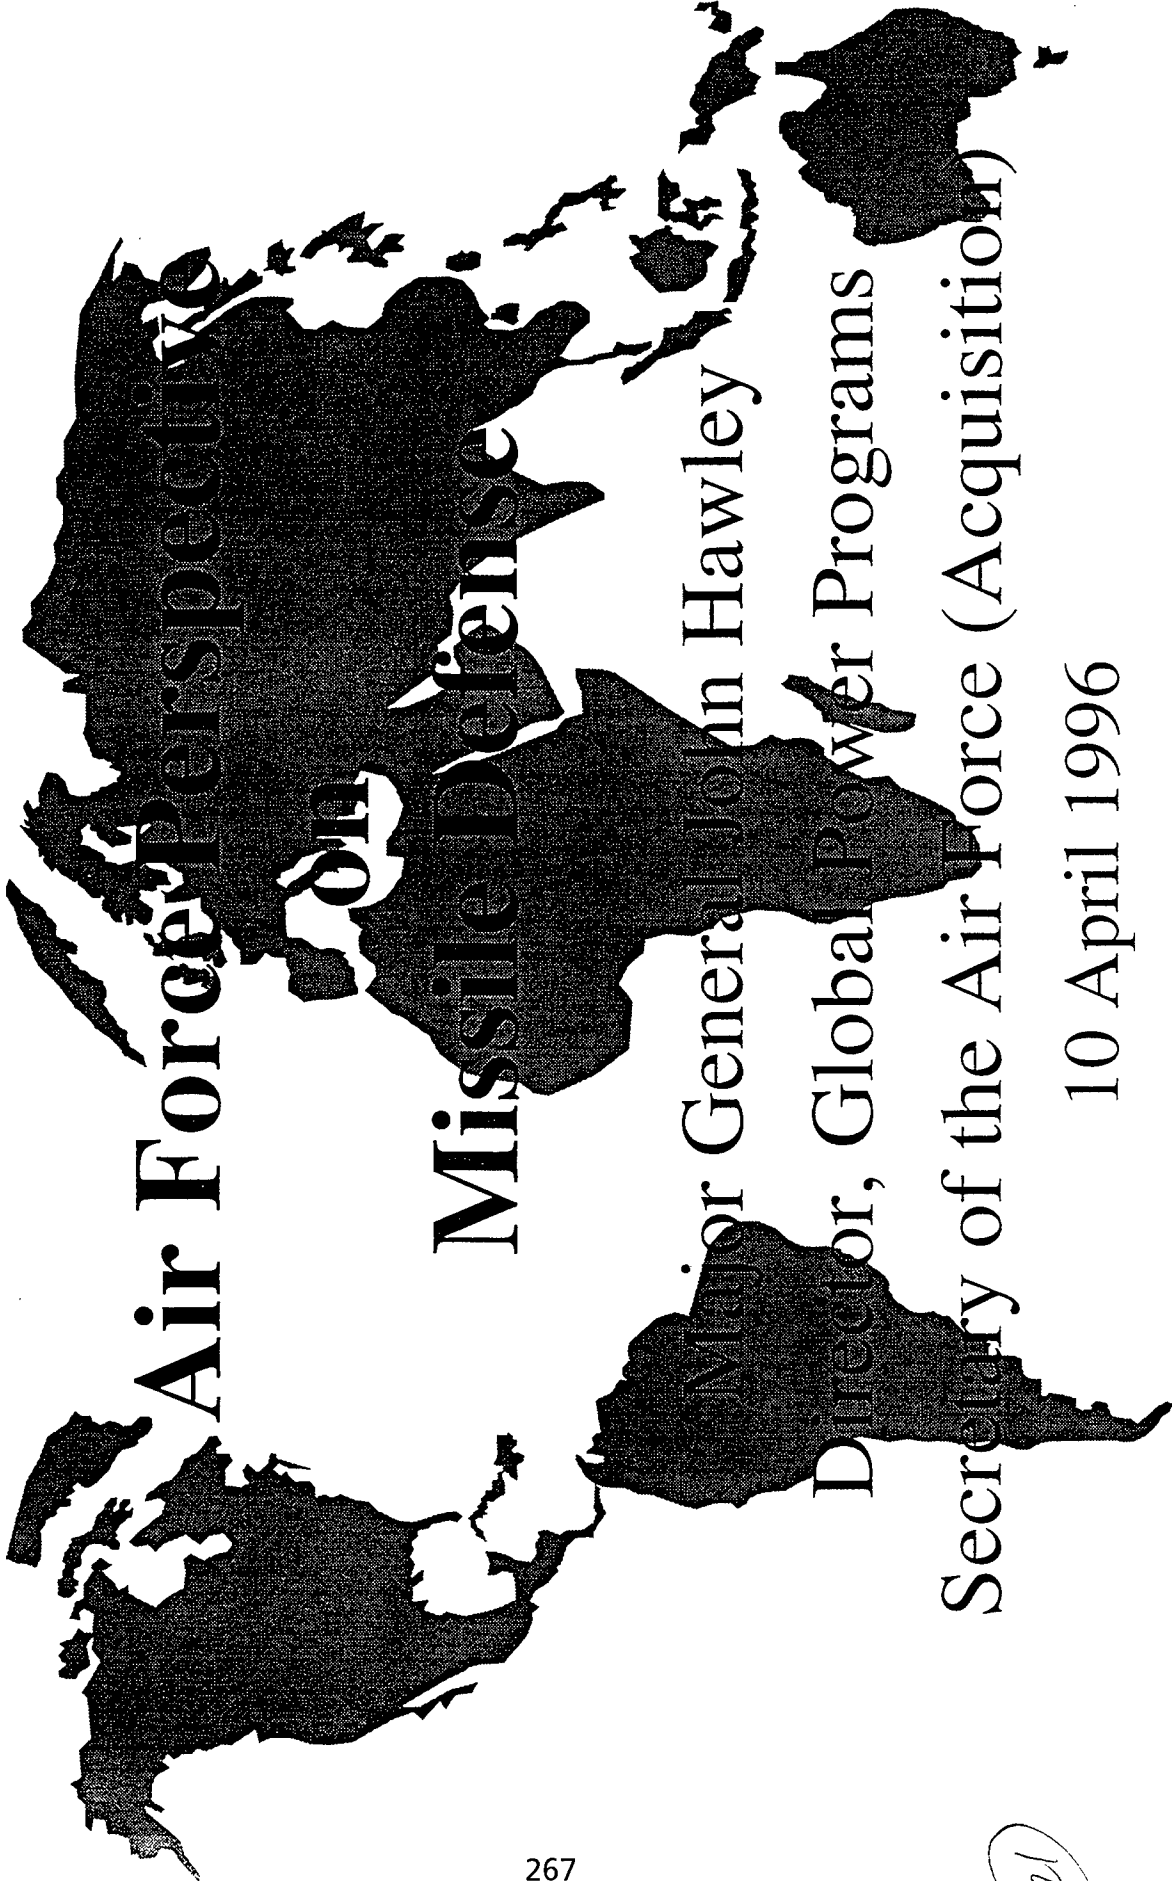 Air Force Perspective
on
Missile Defense
Major General John Hawley
Director, Global Power Programs
Secretary of the Air Force (Acquisition)
10 April 1996
267